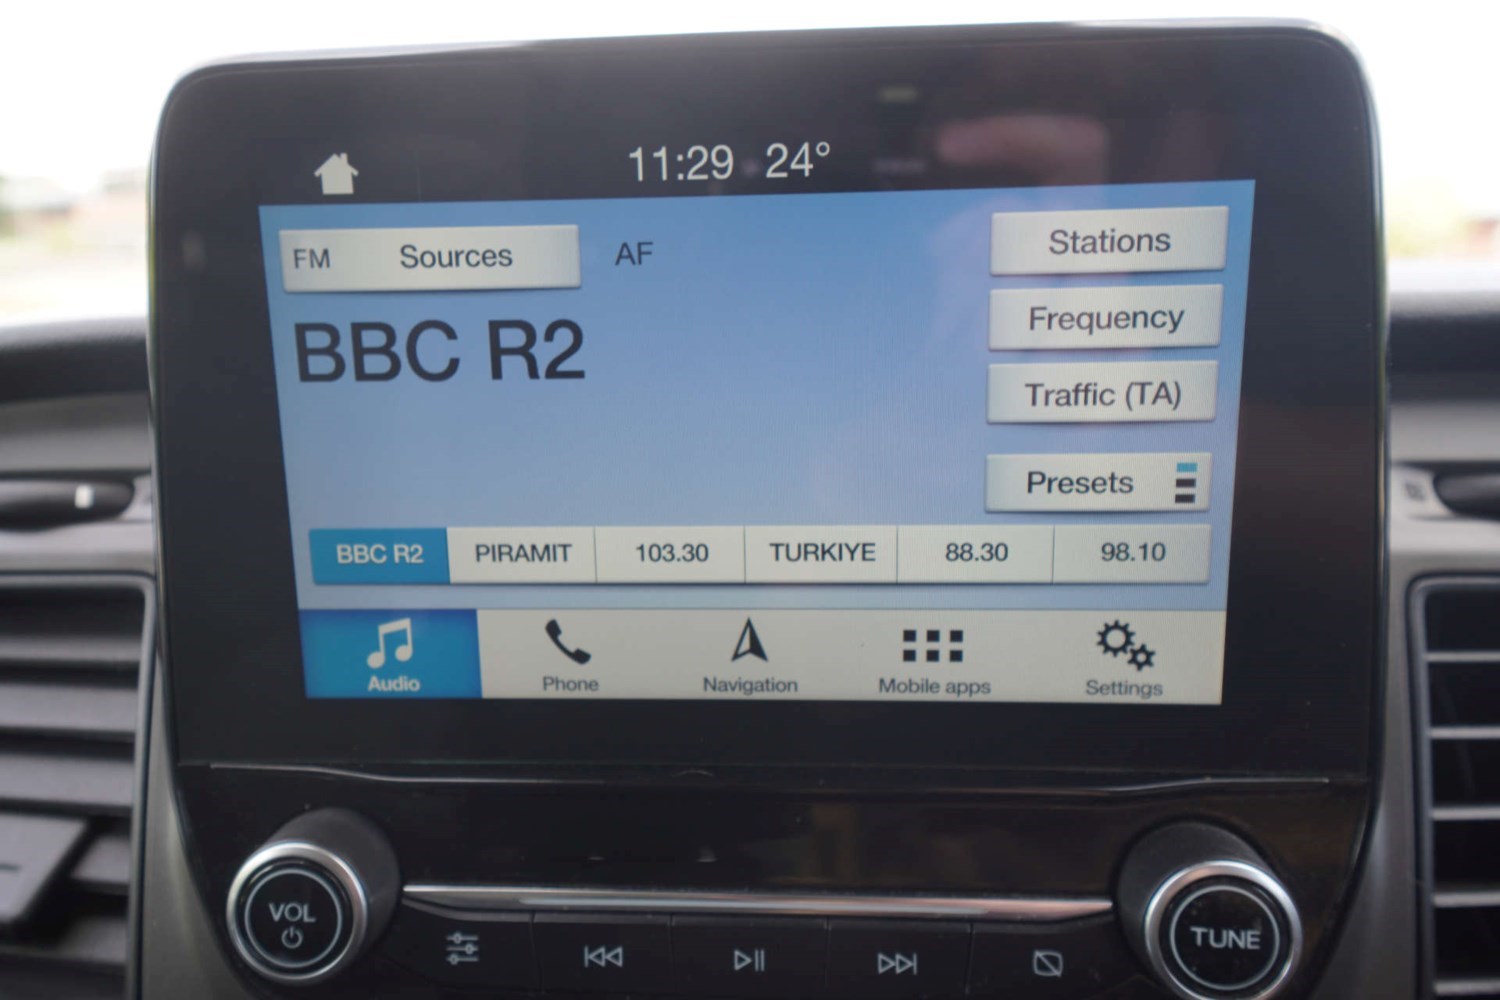 11:29 24°
FM Sources AF
Stations
BBC R2
Frequency
Traffic (TA)
Presets
BBC R2 PIRAMIT 103.30 TURKIYE 88.30 98.10
Audio Phone Navigation Mobile apps Settings
VOL
TUNE